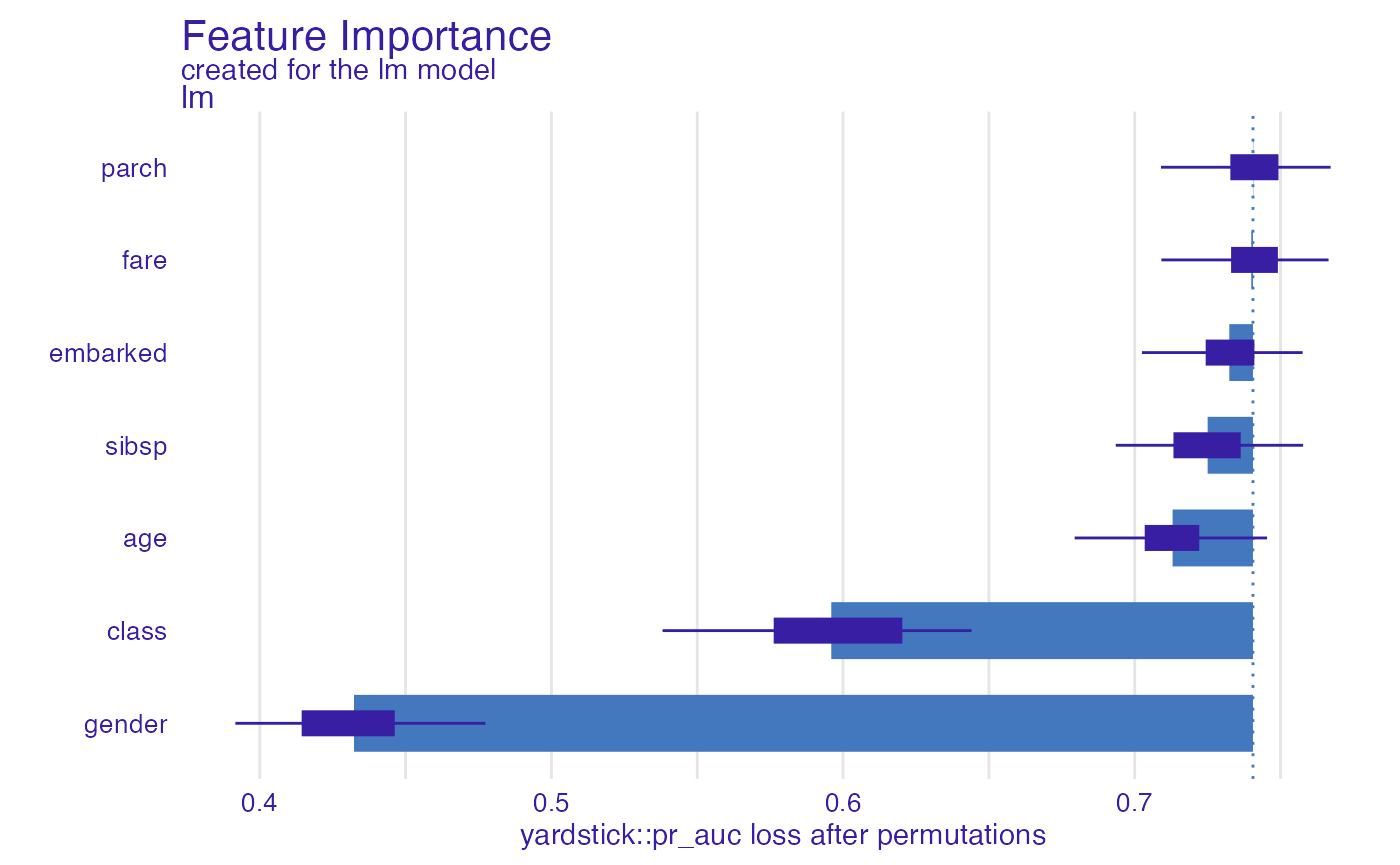 Feature Importance
created for the lm model
lm
parch
fare
embarked
sibsp
age
class
gender
0.4 0.5 0.6 0.7
yardstick::pr_auc loss after permutations